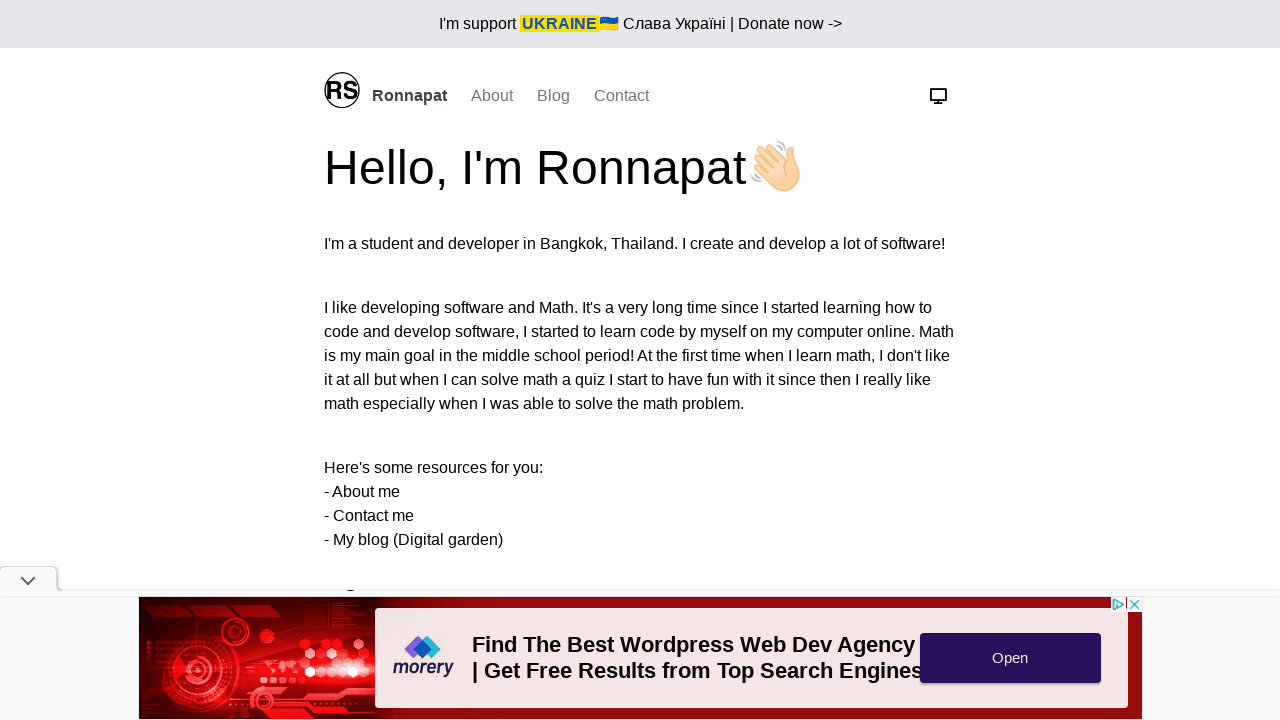 I'm support UKRAINE🇺🇦 Слава Україні | Donate now ->
RS Ronnapat About Blog Contact
Hello, I'm Ronnapat👋🏻
I'm a student and developer in Bangkok, Thailand. I create and develop a lot of software!
I like developing software and Math. It's a very long time since I started learning how to
code and develop software, I started to learn code by myself on my computer online. Math
is my main goal in the middle school period! At the first time when I learn math, I don't like
it at all but when I can solve math a quiz I start to have fun with it since then I really like
math especially when I was able to solve the math problem.
Here's some resources for you:
- About me
- Contact me
- My blog (Digital garden)
morery
Find The Best Wordpress Web Dev Agency
| Get Free Results from Top Search Engines
Open